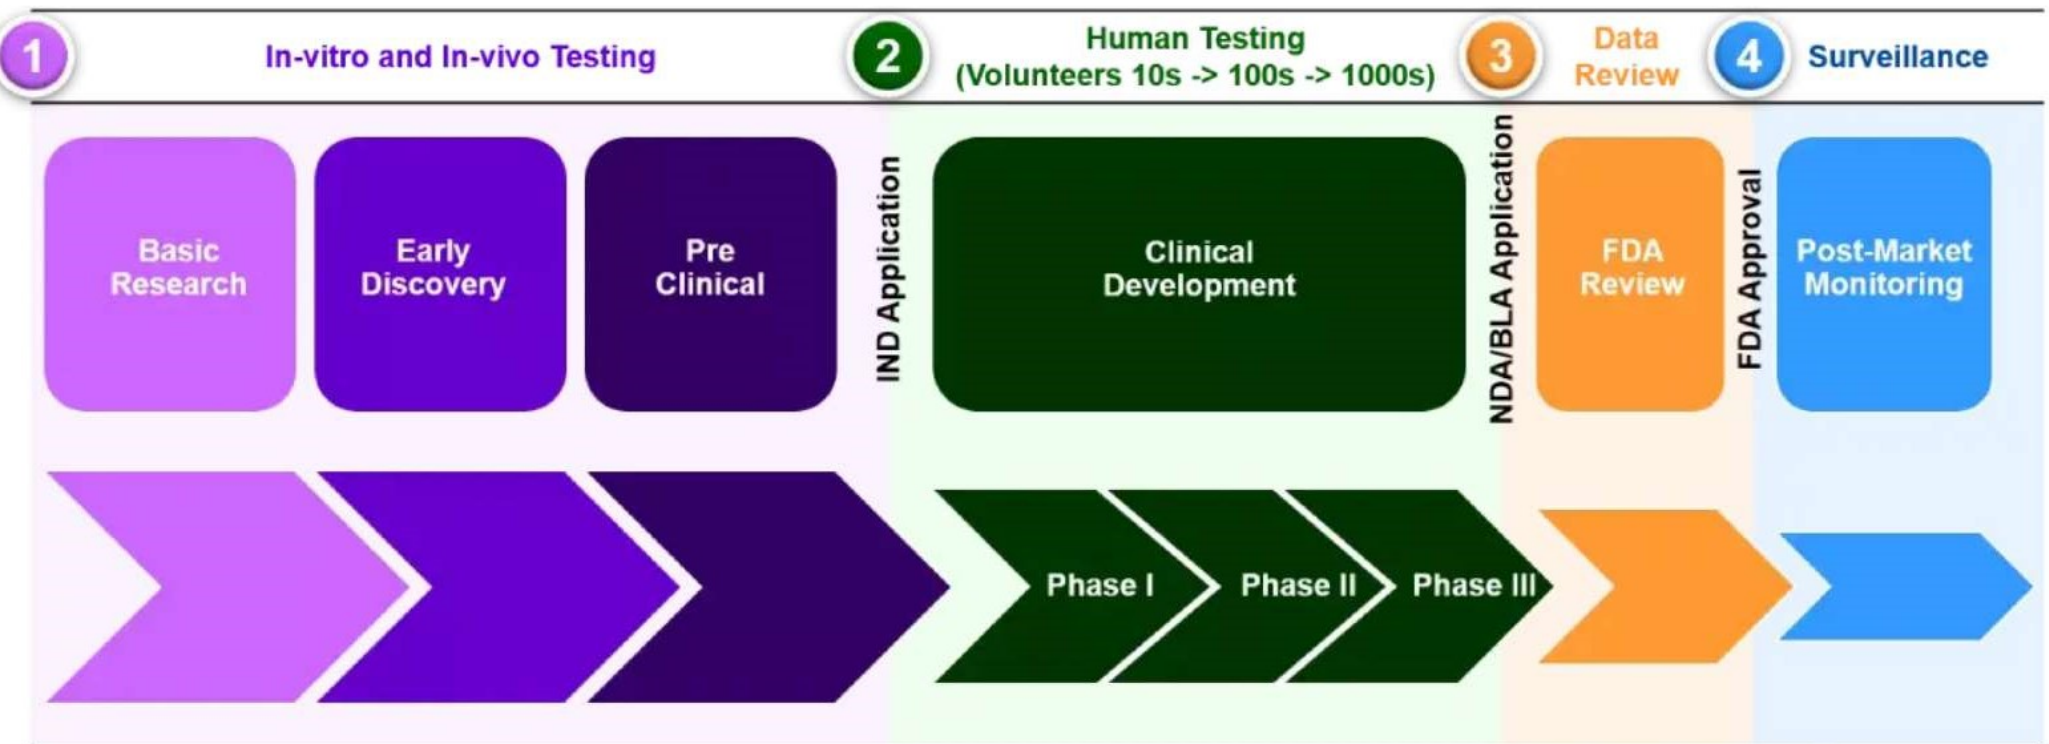 1
In-vitro and In-vivo Testing
2
Human Testing
(Volunteers 10s -> 100s -> 1000s)
3
Data
Review
4
Surveillance
Basic
Research
Early
Discovery
Pre
Clinical
IND Application
Clinical
Development
NDA/BLA Application
FDA
Review
FDA Approval
Post-Market
Monitoring
Phase I
Phase II
Phase III